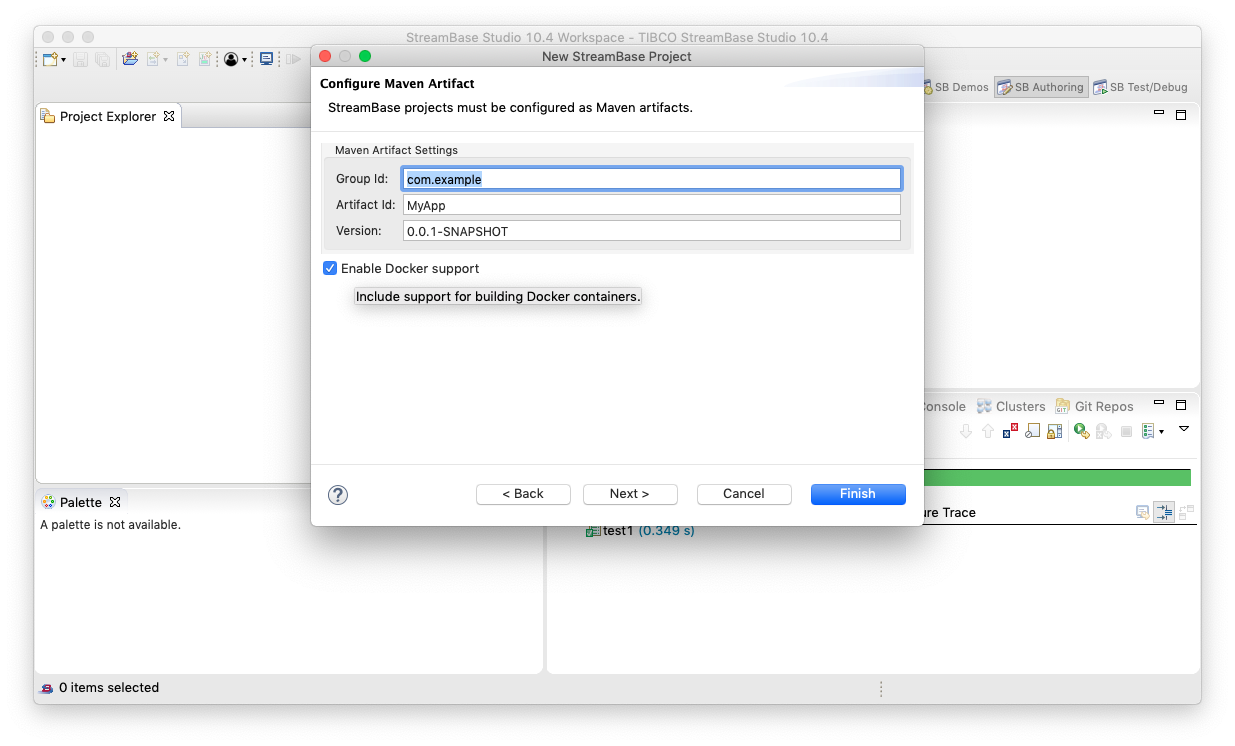 StreamBase Studio 10.4 Workspace - TIBCO StreamBase Studio 10.4
New StreamBase Project
Configure Maven Artifact
StreamBase projects must be configured as Maven artifacts.
SB Demos SB Authoring SB Test/Debug
Project Explorer
Maven Artifact Settings
Group Id: com.example
Artifact Id: MyApp
Version: 0.0.1-SNAPSHOT
Enable Docker support
Include support for building Docker containers.
onsole Clusters Git Repos
< Back Next > Cancel Finish
Palette
A palette is not available.
ure Trace
test1 (0.349 s)
0 items selected